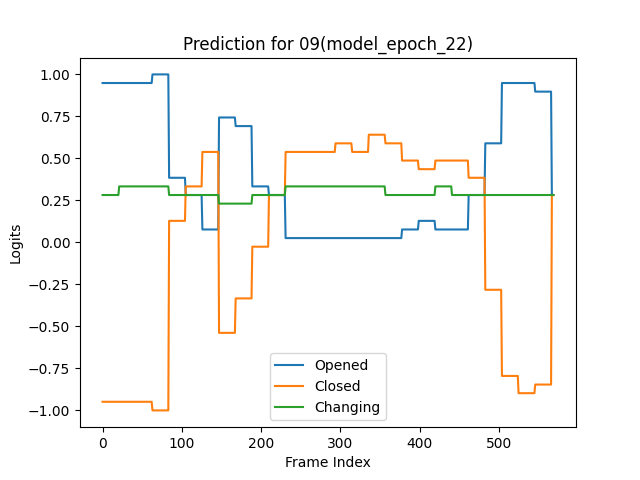 Prediction for 09(model_epoch_22)
1.00
0.75
0.50
0.25
0.00
−0.25
−0.50
−0.75
−1.00
Logits
Opened
Closed
Changing
0 100 200 300 400 500
Frame Index